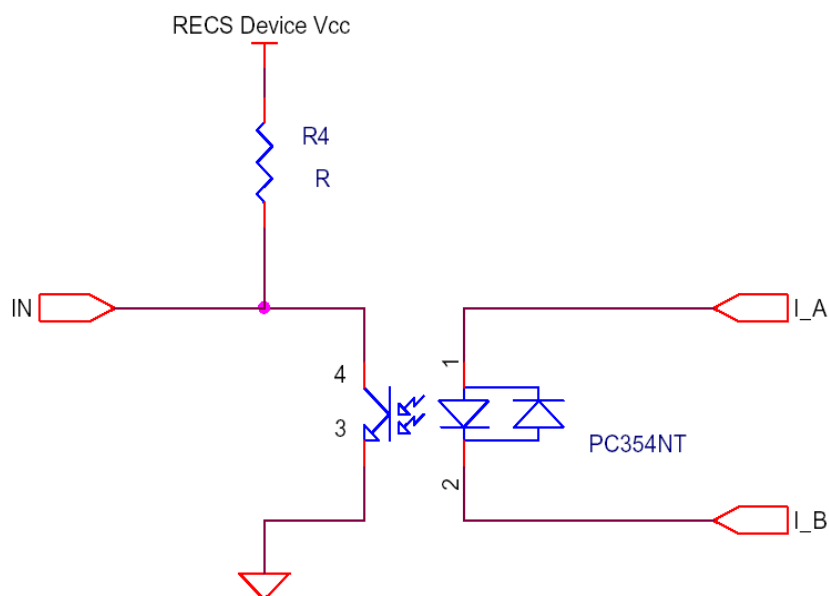 RECS Device Vcc
R4
R
IN
I_A
4
1
3
PC354NT
2
I_B